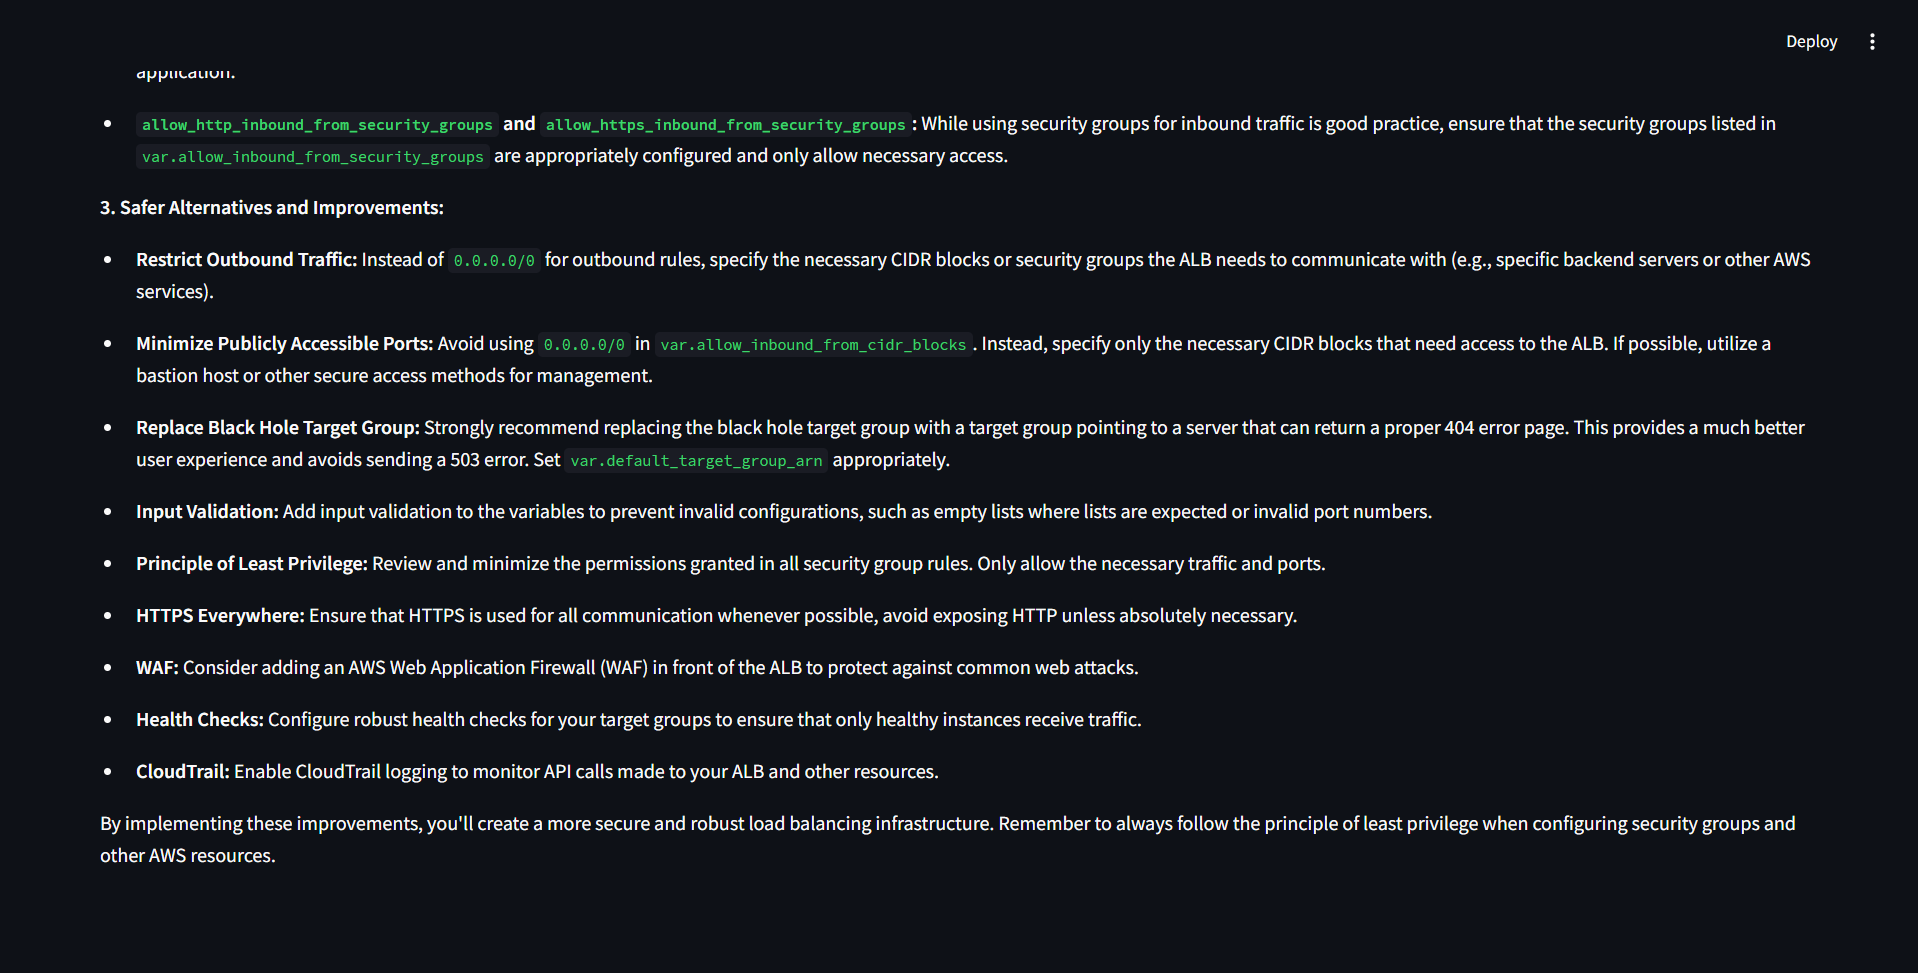 Deploy
application.
allow_http_inbound_from_security_groups and allow_https_inbound_from_security_groups : While using security groups for inbound traffic is good practice, ensure that the security groups listed in
var.allow_inbound_from_security_groups are appropriately configured and only allow necessary access.
3. Safer Alternatives and Improvements:
Restrict Outbound Traffic: Instead of 0.0.0.0/0 for outbound rules, specify the necessary CIDR blocks or security groups the ALB needs to communicate with (e.g., specific backend servers or other AWS
services).
Minimize Publicly Accessible Ports: Avoid using 0.0.0.0/0 in var.allow_inbound_from_cidr_blocks . Instead, specify only the necessary CIDR blocks that need access to the ALB. If possible, utilize a
bastion host or other secure access methods for management.
Replace Black Hole Target Group: Strongly recommend replacing the black hole target group with a target group pointing to a server that can return a proper 404 error page. This provides a much better
user experience and avoids sending a 503 error. Set var.default_target_group_arn appropriately.
Input Validation: Add input validation to the variables to prevent invalid configurations, such as empty lists where lists are expected or invalid port numbers.
Principle of Least Privilege: Review and minimize the permissions granted in all security group rules. Only allow the necessary traffic and ports.
HTTPS Everywhere: Ensure that HTTPS is used for all communication whenever possible, avoid exposing HTTP unless absolutely necessary.
WAF: Consider adding an AWS Web Application Firewall (WAF) in front of the ALB to protect against common web attacks.
Health Checks: Configure robust health checks for your target groups to ensure that only healthy instances receive traffic.
CloudTrail: Enable CloudTrail logging to monitor API calls made to your ALB and other resources.
By implementing these improvements, you'll create a more secure and robust load balancing infrastructure. Remember to always follow the principle of least privilege when configuring security groups and
other AWS resources.